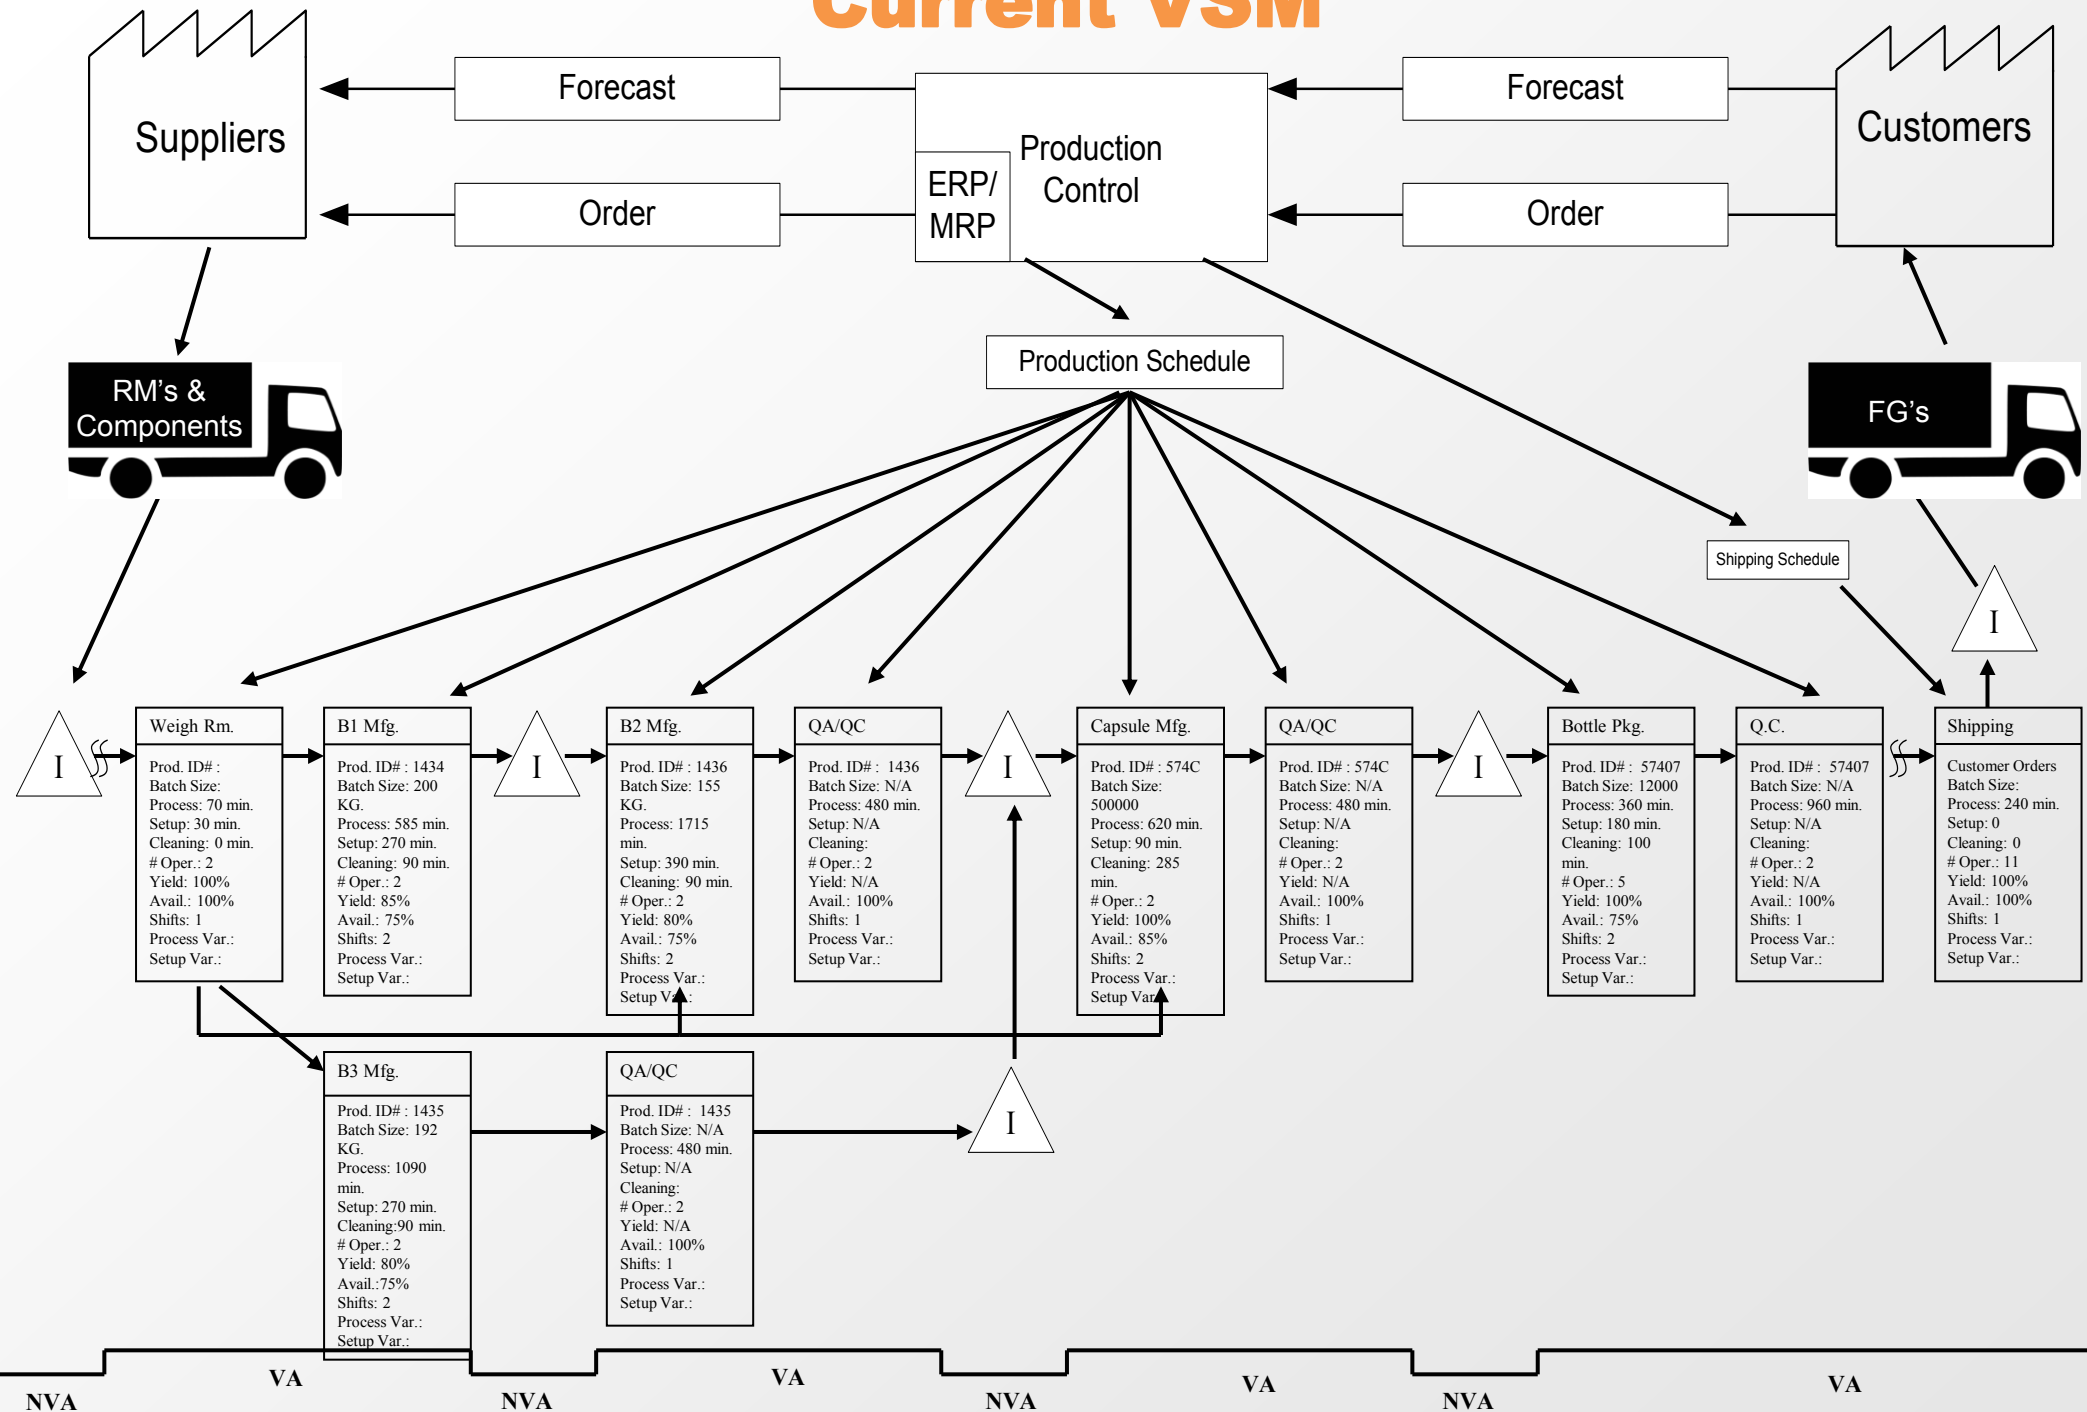 Current VSM
Suppliers
Forecast
Order
Production
Control
ERP/
MRP
Forecast
Order
Customers
RM's &
Components
Production Schedule
FG's
Shipping Schedule
I
I
Weigh Rm.
Prod. ID# :
Batch Size:
Process: 70 min.
Setup: 30 min.
Cleaning: 0 min.
# Oper.: 2
Yield: 100%
Avail.: 100%
Shifts: 1
Process Var.:
Setup Var.:
B1 Mfg.
Prod. ID# : 1434
Batch Size: 200
KG.
Process: 585 min.
Setup: 270 min.
Cleaning: 90 min.
# Oper.: 2
Yield: 85%
Avail.: 75%
Shifts: 2
Process Var.:
Setup Var.:
I
B2 Mfg.
Prod. ID# : 1436
Batch Size: 155
KG.
Process: 1715
min.
Setup: 390 min.
Cleaning: 90 min.
# Oper.: 2
Yield: 80%
Avail.: 75%
Shifts: 2
Process Var.:
Setup Var.:
QA/QC
Prod. ID# : 1436
Batch Size: N/A
Process: 480 min.
Setup: N/A
Cleaning:
# Oper.: 2
Yield: N/A
Avail.: 100%
Shifts: 1
Process Var.:
Setup Var.:
I
Capsule Mfg.
Prod. ID# : 574C
Batch Size:
500000
Process: 620 min.
Setup: 90 min.
Cleaning: 285
min.
# Oper.: 2
Yield: 100%
Avail.: 85%
Shifts: 2
Process Var.:
Setup Var.:
QA/QC
Prod. ID# : 574C
Batch Size: N/A
Process: 480 min.
Setup: N/A
Cleaning:
# Oper.: 2
Yield: N/A
Avail.: 100%
Shifts: 1
Process Var.:
Setup Var.:
I
Bottle Pkg.
Prod. ID# : 57407
Batch Size: 12000
Process: 360 min.
Setup: 180 min.
Cleaning: 100
min.
# Oper.: 5
Yield: 100%
Avail.: 75%
Shifts: 2
Process Var.:
Setup Var.:
Q.C.
Prod. ID# : 57407
Batch Size: N/A
Process: 960 min.
Setup: N/A
Cleaning:
# Oper.: 2
Yield: N/A
Avail.: 100%
Shifts: 1
Process Var.:
Setup Var.:
Shipping
Customer Orders
Batch Size:
Process: 240 min.
Setup: 0
Cleaning: 0
# Oper.: 11
Yield: 100%
Avail.: 100%
Shifts: 1
Process Var.:
Setup Var.:
B3 Mfg.
Prod. ID# : 1435
Batch Size: 192
KG.
Process: 1090
min.
Setup: 270 min.
Cleaning:90 min.
# Oper.: 2
Yield: 80%
Avail.:75%
Shifts: 2
Process Var.:
Setup Var.:
QA/QC
Prod. ID# : 1435
Batch Size: N/A
Process: 480 min.
Setup: N/A
Cleaning:
# Oper.: 2
Yield: N/A
Avail.: 100%
Shifts: 1
Process Var.:
Setup Var.:
I
NVA
VA
NVA
VA
NVA
VA
NVA
VA